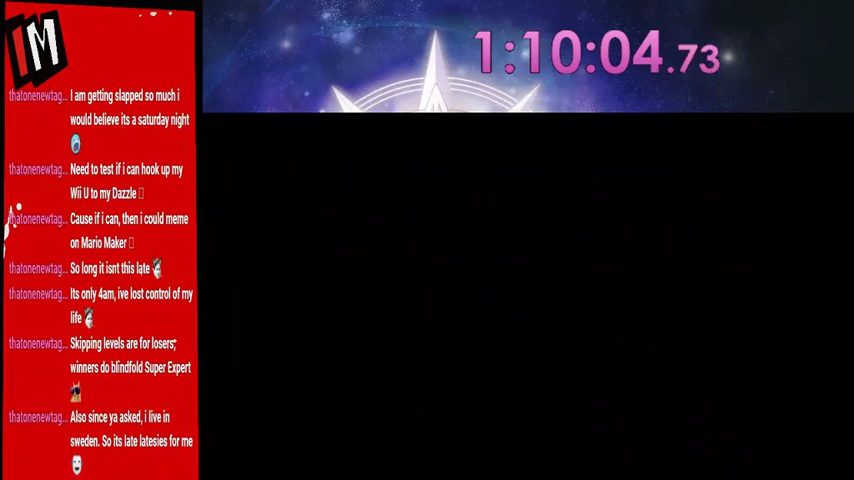 1M
1:10:04.73
thatonenewtag... I am getting slapped so much i
would believe its a saturday night
thatonenewtag... Need to test if i can hook up my
Wii U to my Dazzle
thatonenewtag... Cause if i can, then i could meme
on Mario Maker
thatonenewtag... So long it isnt this late
thatonenewtag... Its only 4am, ive lost control of my
life
thatonenewtag... Skipping levels are for losers;
winners do blindfold Super Expert
thatonenewtag... Also since ya asked, i live in
sweden. So its late latesies for me